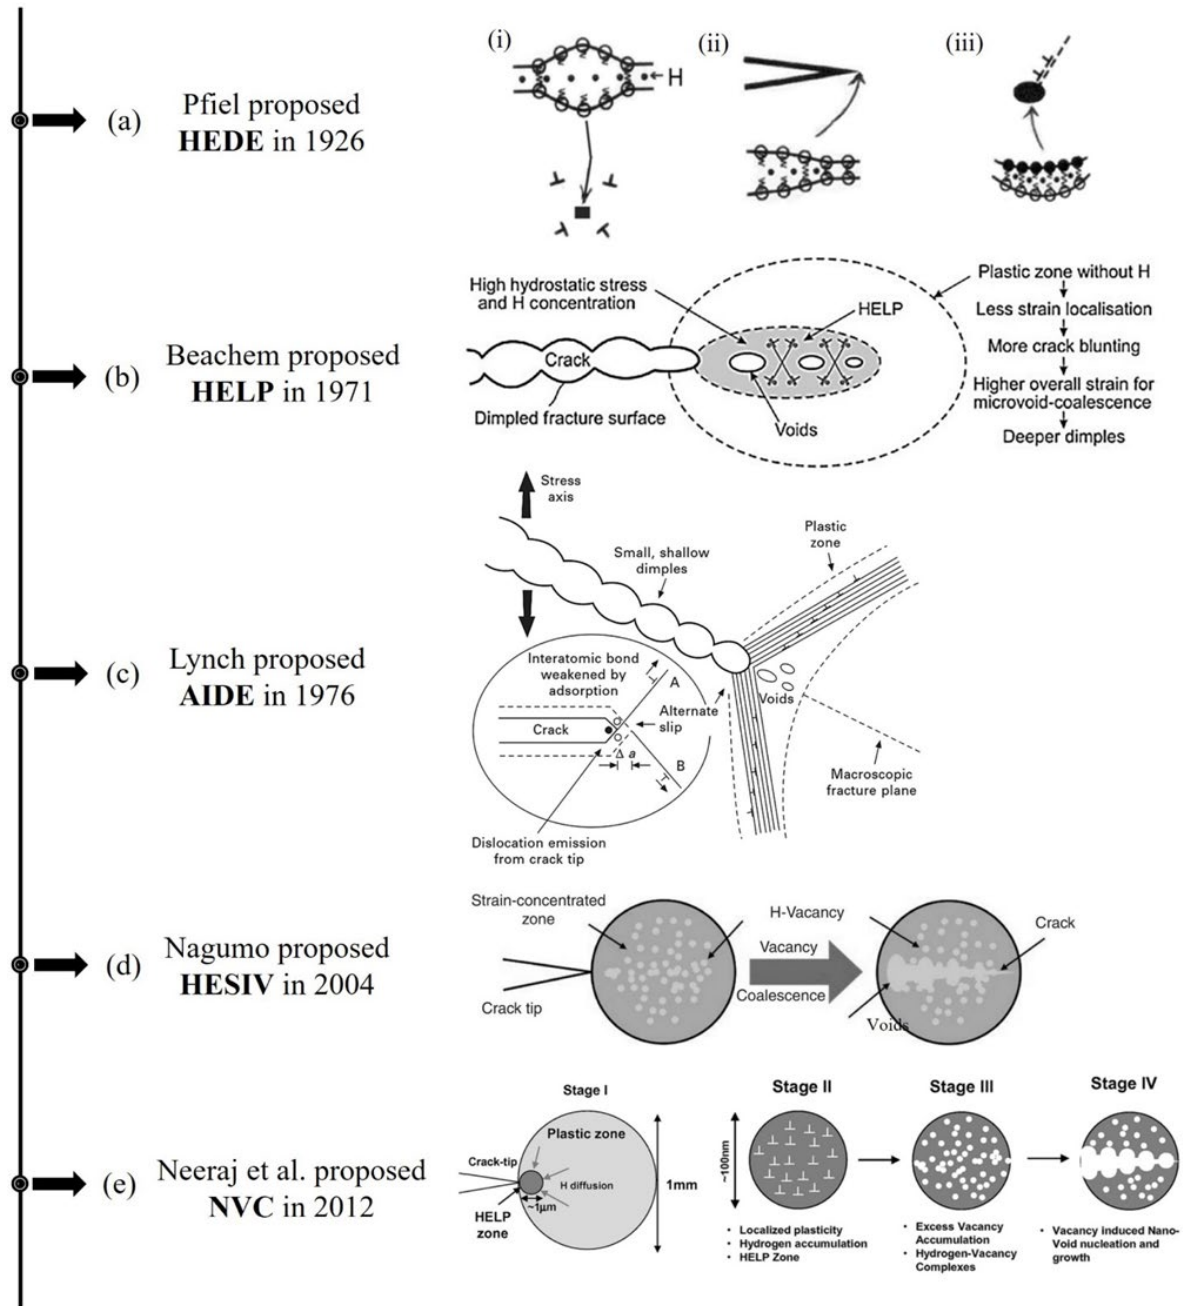 (i)
(ii)
(iii)
H
(a)
Pfiel proposed
HEDE in 1926
High hydrostatic stress
and H concentration
HELP
Crack
Dimpled fracture surface
Voids
Plastic zone without H
Less strain localisation
More crack blunting
Higher overall strain for
microvoid-coalescence
Deeper dimples
(b)
Beachem proposed
HELP in 1971
Stress
axis
Small, shallow
dimples
Plastic
zone
Interatomic bond
weakened by
adsorption
A
Alternate
slip
Crack
Δ a
B
Voids
Macroscopic
fracture plane
Dislocation emission
from crack tip
(c)
Lynch proposed
AIDE in 1976
Strain-concentrated
zone
H-Vacancy
Crack
Vacancy
Coalescence
Crack tip
Voids
(d)
Nagumo proposed
HESIV in 2004
Stage I
Plastic zone
Crack-tip
H diffusion
1mm
~1μm
HELP
zone
Stage II
~100nm
• Localized plasticity
• Hydrogen accumulation
• HELP Zone
Stage III
• Excess Vacancy
Accumulation
• Hydrogen-Vacancy
Complexes
Stage IV
• Vacancy induced Nano-
Void nucleation and
growth
(e)
Neeraj et al. proposed
NVC in 2012